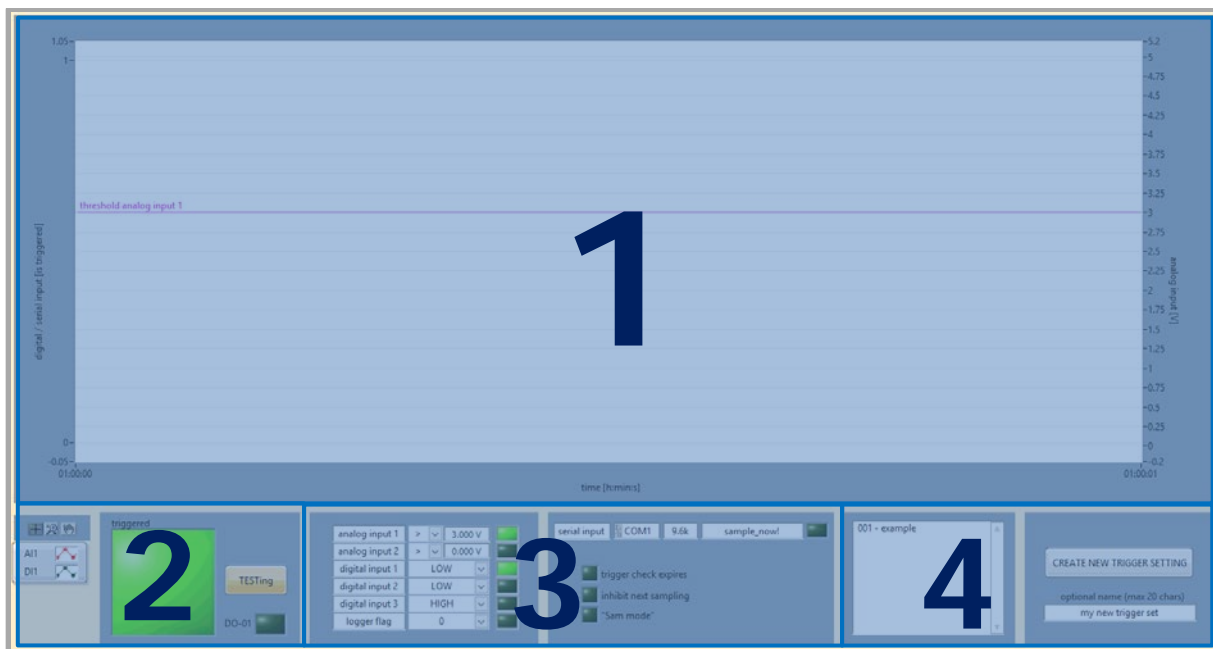 1.05
1
0
-0.05
digital / serial input [is triggered]
threshold analog input 1
1
5.2
5
4.75
4.5
4.25
4
3.75
3.5
3.25
3
2.75
2.5
2.25
2
1.75
1.5
1.25
1
0.75
0.5
0.25
0
-0.2
analog input [V]
01:00:00
01:00:01
time [h:min:s]
AI1
DI1
triggered
2
TESTing
DO-01
analog input 1 > 3.000 V
analog input 2 > 0.000 V
digital input 1 LOW
digital input 2 LOW
digital input 3 HIGH
logger flag 0
3
serial input COM1 9.6k sample_now!
trigger check expires
inhibit next sampling
"Sam mode"
001 - example
4
CREATE NEW TRIGGER SETTING
optional name (max 20 chars)
my new trigger set